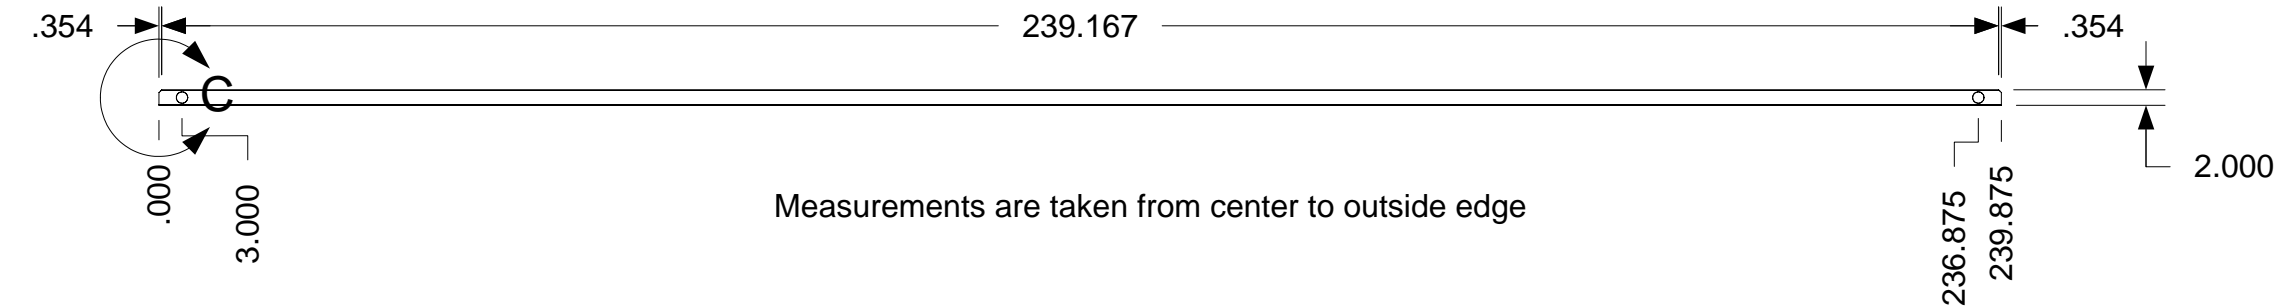 .354 239.167 .354
C
2.000
.000 3.000 236.875 239.875
Measurements are taken from center to outside edge